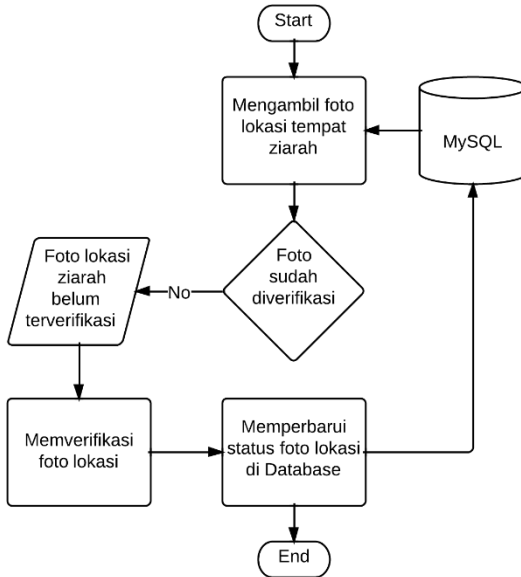 Start
Mengambil foto
lokasi tempat
ziarah
MySQL
Foto
sudah
diverifikasi
No
Foto lokasi
ziarah
belum
terverifikasi
Memverifikasi
foto lokasi
Memperbarui
status foto lokasi
di Database
End